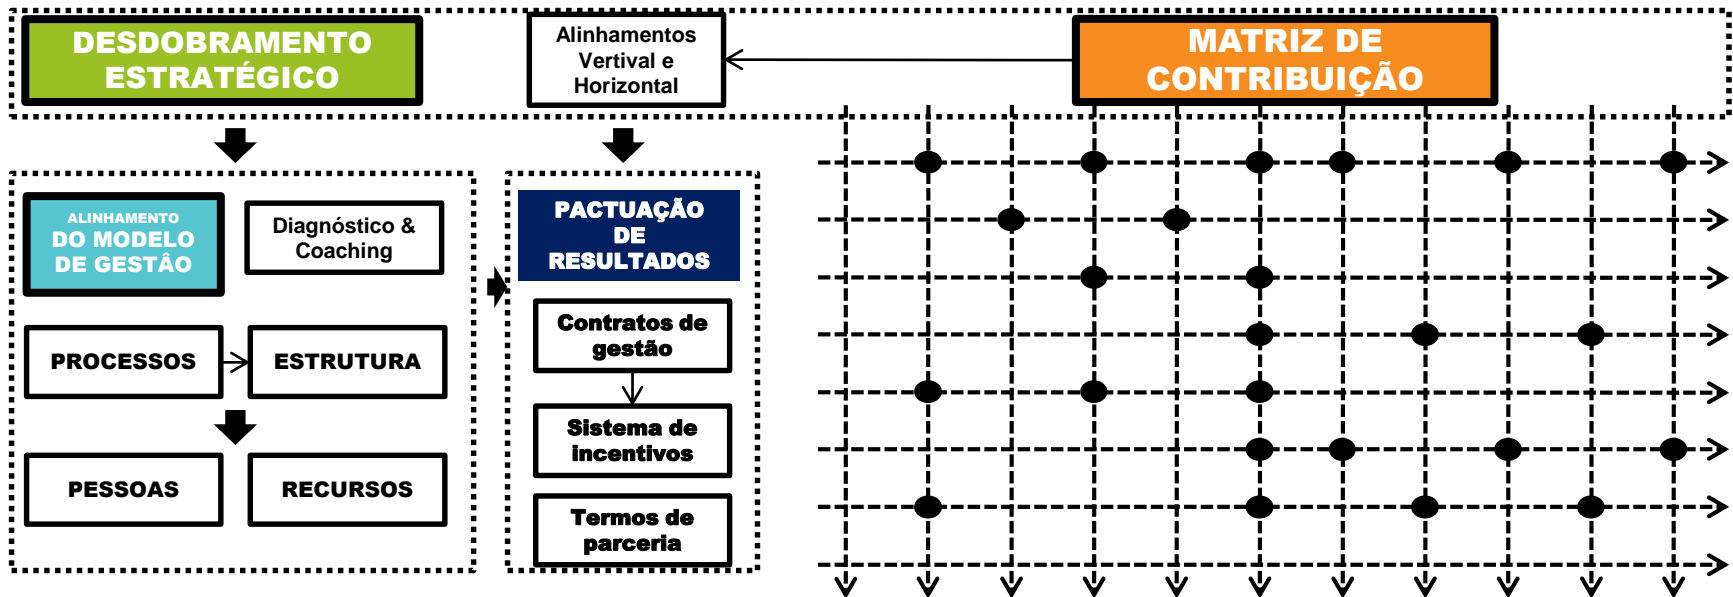 DESDOBRAMENTO
ESTRATÉGICO
Alinhamentos
Vertival e
Horizontal
MATRIZ DE
CONTRIBUIÇÃO
ALINHAMENTO
DO MODELO
DE GESTÂO
Diagnóstico &
Coaching
PROCESSOS
ESTRUTURA
PESSOAS
RECURSOS
PACTUAÇÃO
DE
RESULTADOS
Contratos de
gestão
Sistema de
incentivos
Termos de
parceria